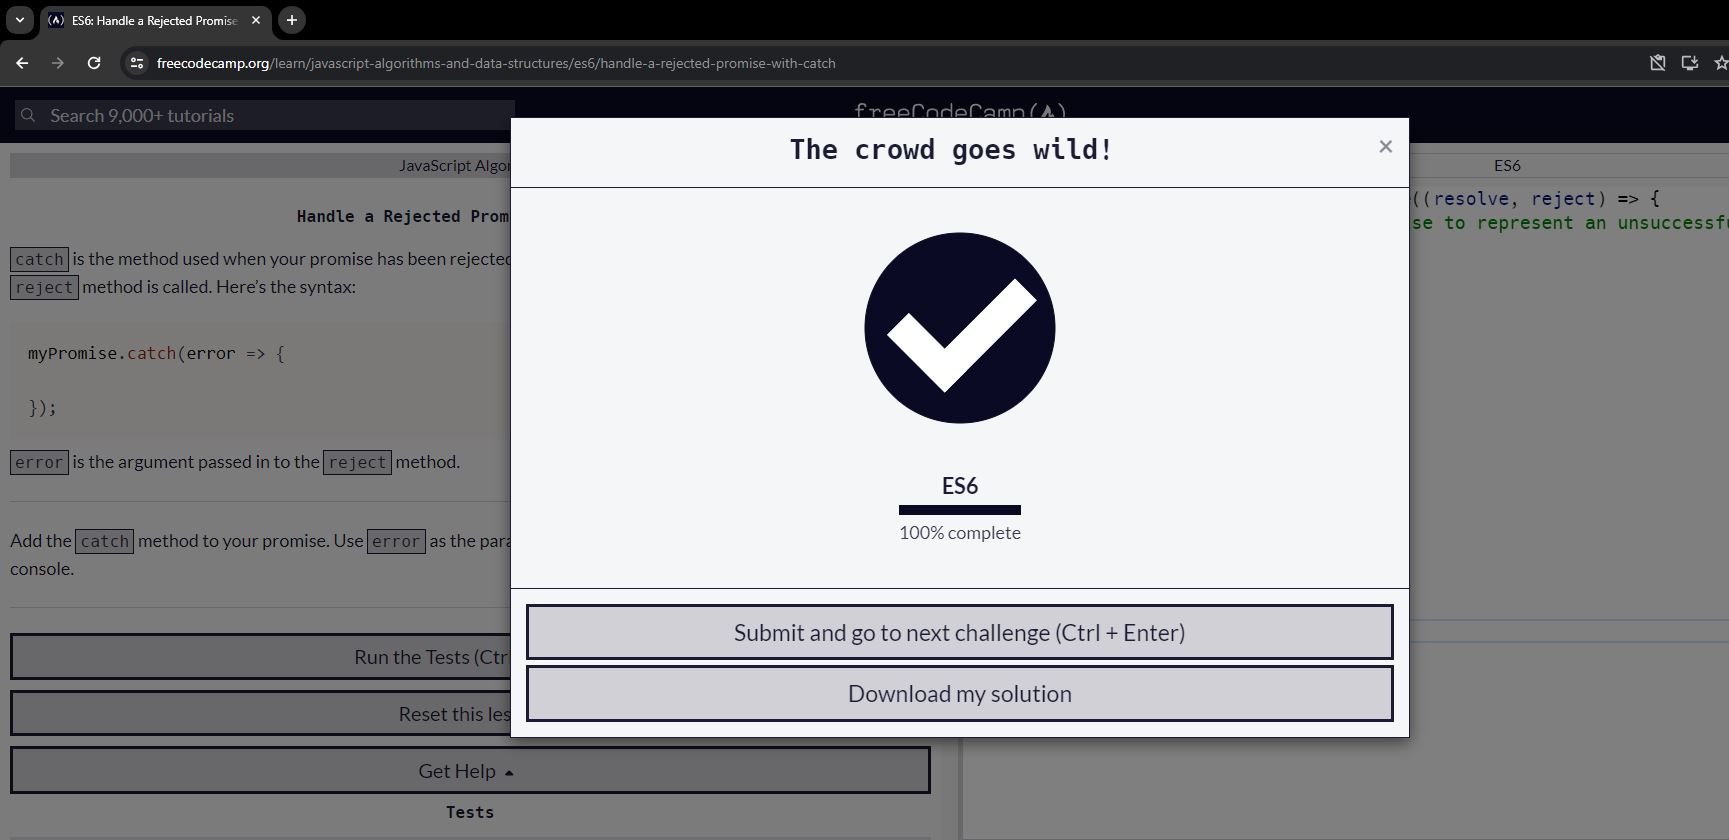 ES6: Handle a Rejected Promise
freecodecamp.org/learn/javascript-algorithms-and-data-structures/es6/handle-a-rejected-promise-with-catch
Search 9,000+ tutorials
freeCodeCamp(
JavaScript Algo
ES6
Handle a Rejected Prom
catch is the method used when your promise has been rejected
reject method is called. Here’s the syntax:
myPromise.catch(error => {
});
error is the argument passed in to the reject method.
Add the catch method to your promise. Use error as the para
console.
Run the Tests (Ctr
Reset this les
Get Help
Tests
((resolve, reject) => {
se to represent an unsuccessf
The crowd goes wild!
×
ES6
100% complete
Submit and go to next challenge (Ctrl + Enter)
Download my solution